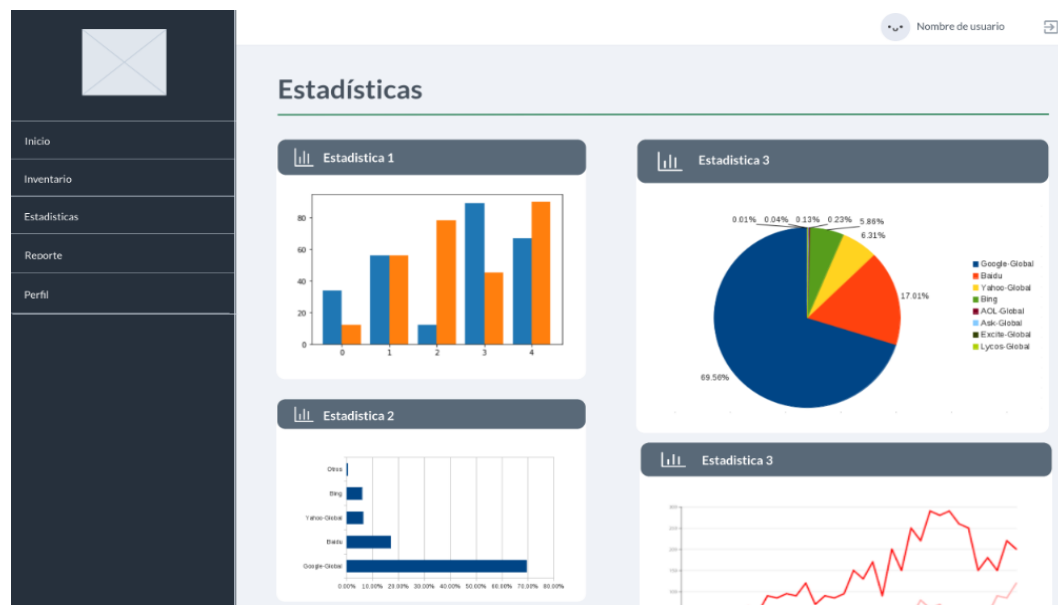 Nombre de usuario
Inicio
Inventario
Estadisticas
Reporte
Perfil
Estadísticas
Estadistica 1
80
60
40
20
0
0 1 2 3 4
Estadistica 2
Otros
Bing
Yahoo-Global
Baidu
Google-Global
0.00% 10.00% 20.00% 30.00% 40.00% 50.00% 60.00% 70.00% 80.00%
Estadistica 3
0.01% 0.04% 0.13% 0.23% 5.86%
6.31%
17.01%
69.56%
Google-Global
Baidu
Yahoo-Global
Bing
AOL-Global
Ask-Global
Excite-Global
Lycos-Global
Estadistica 3